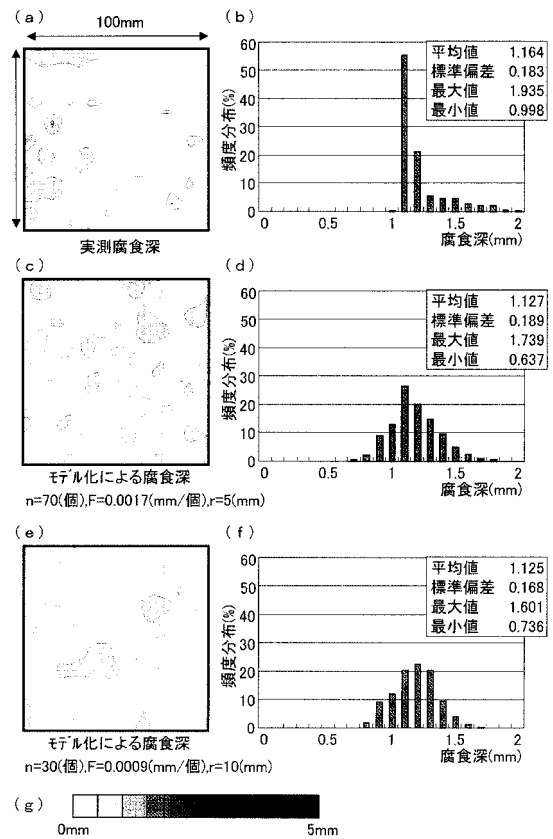 (a)
100mm
実測腐食深
(b)
頻度分布(%)
60
50
40
30
20
10
0
平均値 1.164
標準偏差 0.183
最大値 1.935
最小値 0.998
0 0.5 1 1.5 2
腐食深(mm)
(c)
モデル化による腐食深
n=70(個),F=0.0017(mm/個),r=5(mm)
(d)
頻度分布(%)
60
50
40
30
20
10
0
平均値 1.127
標準偏差 0.189
最大値 1.739
最小値 0.637
0 0.5 1 1.5 2
腐食深(mm)
(e)
モデル化による腐食深
n=30(個),F=0.0009(mm/個),r=10(mm)
(f)
頻度分布(%)
60
50
40
30
20
10
0
平均値 1.125
標準偏差 0.168
最大値 1.601
最小値 0.736
0 0.5 1 1.5 2
腐食深(mm)
(g)
0mm 5mm